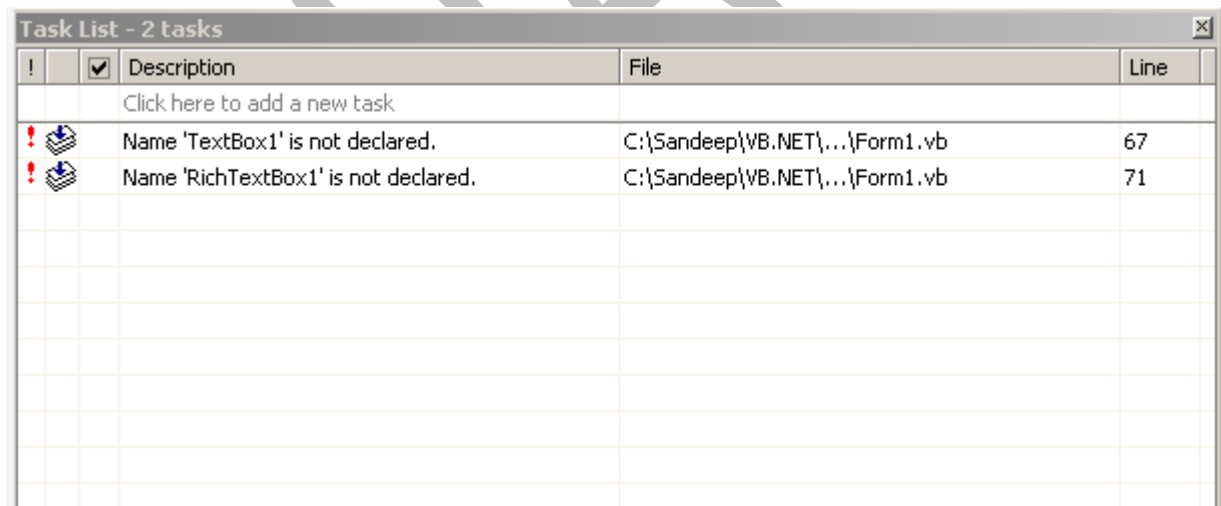 Task List - 2 tasks
! Description File Line
Click here to add a new task
Name 'TextBox1' is not declared. C:\Sandeep\VB.NET\...\Form1.vb 67
Name 'RichTextBox1' is not declared. C:\Sandeep\VB.NET\...\Form1.vb 71